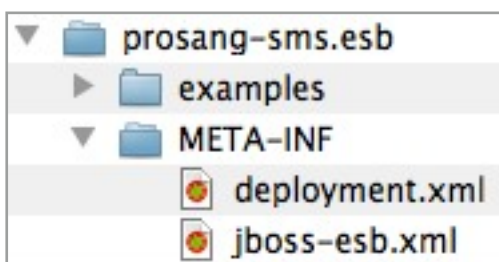 prosang-sms.esb
examples
META-INF
deployment.xml
jboss-esb.xml